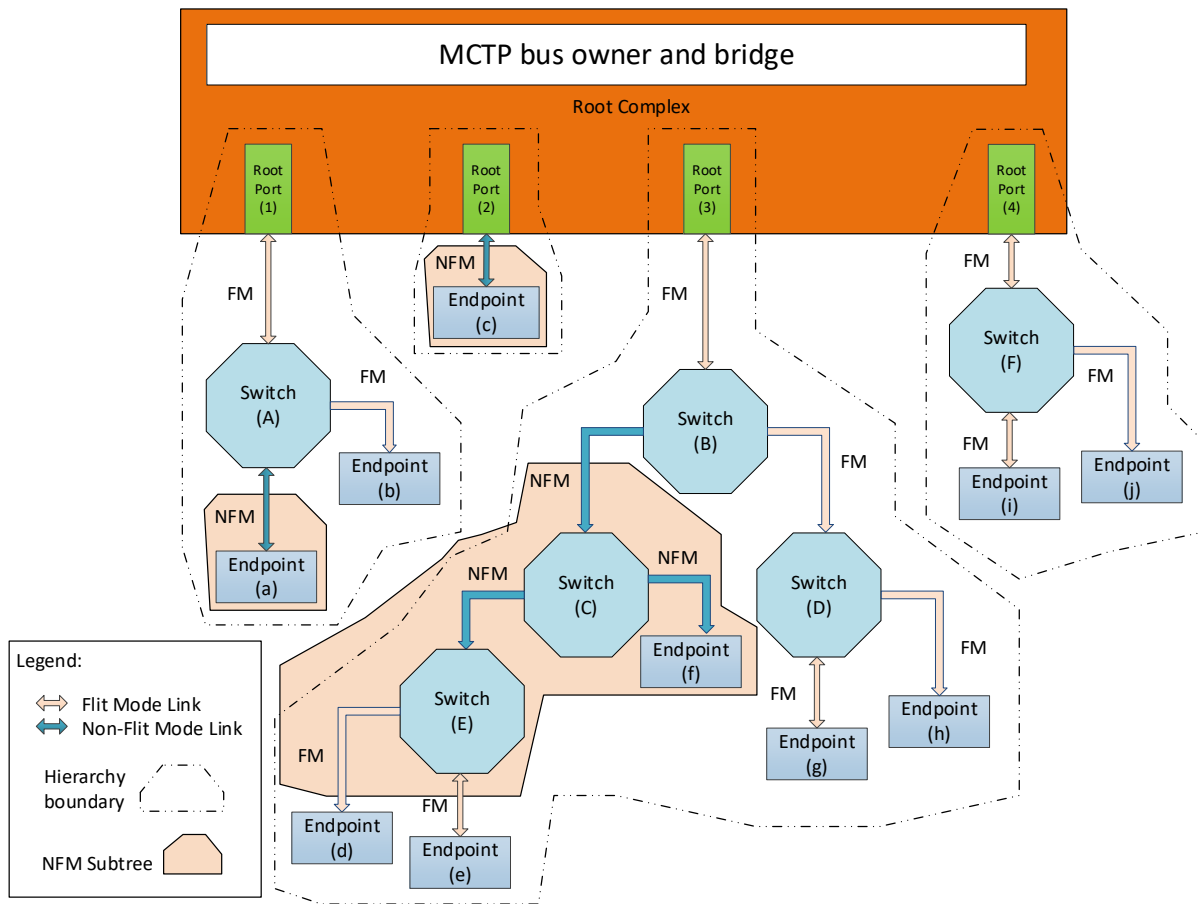 MCTP bus owner and bridge
Root Complex
Root
Port
(1)
Root
Port
(2)
Root
Port
(3)
Root
Port
(4)
FM
NFM
Endpoint
(c)
FM
FM
Switch
(A)
FM
Endpoint
(b)
NFM
Endpoint
(a)
Switch
(B)
NFM
FM
Switch
(F)
FM
FM
Endpoint
(i)
Endpoint
(j)
NFM
Switch
(C)
NFM
Endpoint
(f)
Switch
(D)
FM
FM
Endpoint
(g)
Endpoint
(h)
Switch
(E)
FM
FM
Endpoint
(d)
Endpoint
(e)
Legend:
Flit Mode Link
Non-Flit Mode Link
Hierarchy
boundary
NFM Subtree